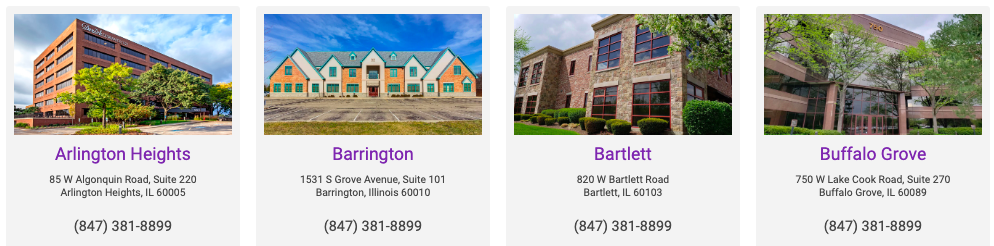 Arlington Heights
85 W Algonquin Road, Suite 220
Arlington Heights, IL 60005
(847) 381-8899
Barrington
1531 S Grove Avenue, Suite 101
Barrington, Illinois 60010
(847) 381-8899
Bartlett
820 W Bartlett Road
Bartlett, IL 60103
(847) 381-8899
Buffalo Grove
750 W Lake Cook Road, Suite 270
Buffalo Grove, IL 60089
(847) 381-8899